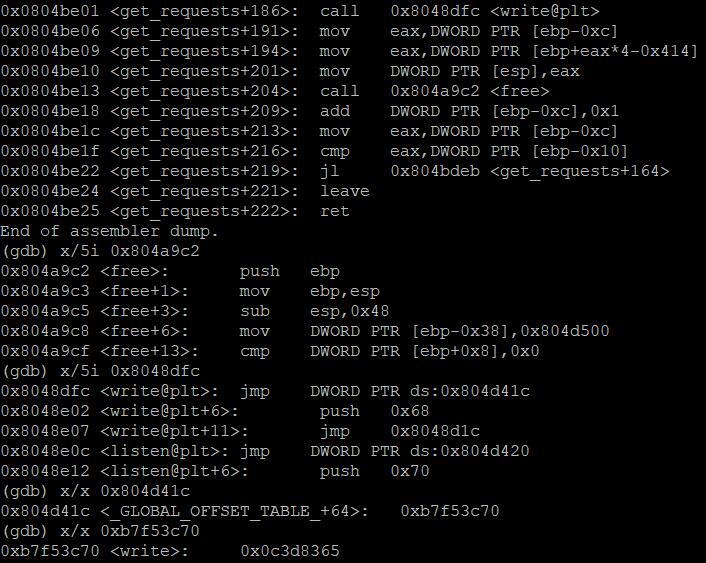 0x0804be01 <get_requests+186>: call 0x8048dfc <write@plt>
0x0804be06 <get_requests+191>: mov eax,DWORD PTR [ebp-0xc]
0x0804be09 <get_requests+194>: mov eax,DWORD PTR [ebp+eax*4-0x414]
0x0804be10 <get_requests+201>: mov DWORD PTR [esp],eax
0x0804be13 <get_requests+204>: call 0x804a9c2 <free>
0x0804be18 <get_requests+209>: add DWORD PTR [ebp-0xc],0x1
0x0804be1c <get_requests+213>: mov eax,DWORD PTR [ebp-0xc]
0x0804be1f <get_requests+216>: cmp eax,DWORD PTR [ebp-0x10]
0x0804be22 <get_requests+219>: jl 0x804bdeb <get_requests+164>
0x0804be24 <get_requests+221>: leave
0x0804be25 <get_requests+222>: ret
End of assembler dump.
(gdb) x/5i 0x804a9c2
0x804a9c2 <free>: push ebp
0x804a9c3 <free+1>: mov ebp,esp
0x804a9c5 <free+3>: sub esp,0x48
0x804a9c8 <free+6>: mov DWORD PTR [ebp-0x38],0x804d500
0x804a9cf <free+13>: cmp DWORD PTR [ebp+0x8],0x0
(gdb) x/5i 0x8048dfc
0x8048dfc <write@plt>: jmp DWORD PTR ds:0x804d41c
0x8048e02 <write@plt+6>: push 0x68
0x8048e07 <write@plt+11>: jmp 0x8048d1c
0x8048e0c <listen@plt>: jmp DWORD PTR ds:0x804d420
0x8048e12 <listen@plt+6>: push 0x70
(gdb) x/x 0x804d41c
0x804d41c <_GLOBAL_OFFSET_TABLE_+64>: 0xb7f53c70
(gdb) x/x 0xb7f53c70
0xb7f53c70 <write>: 0x0c3d8365